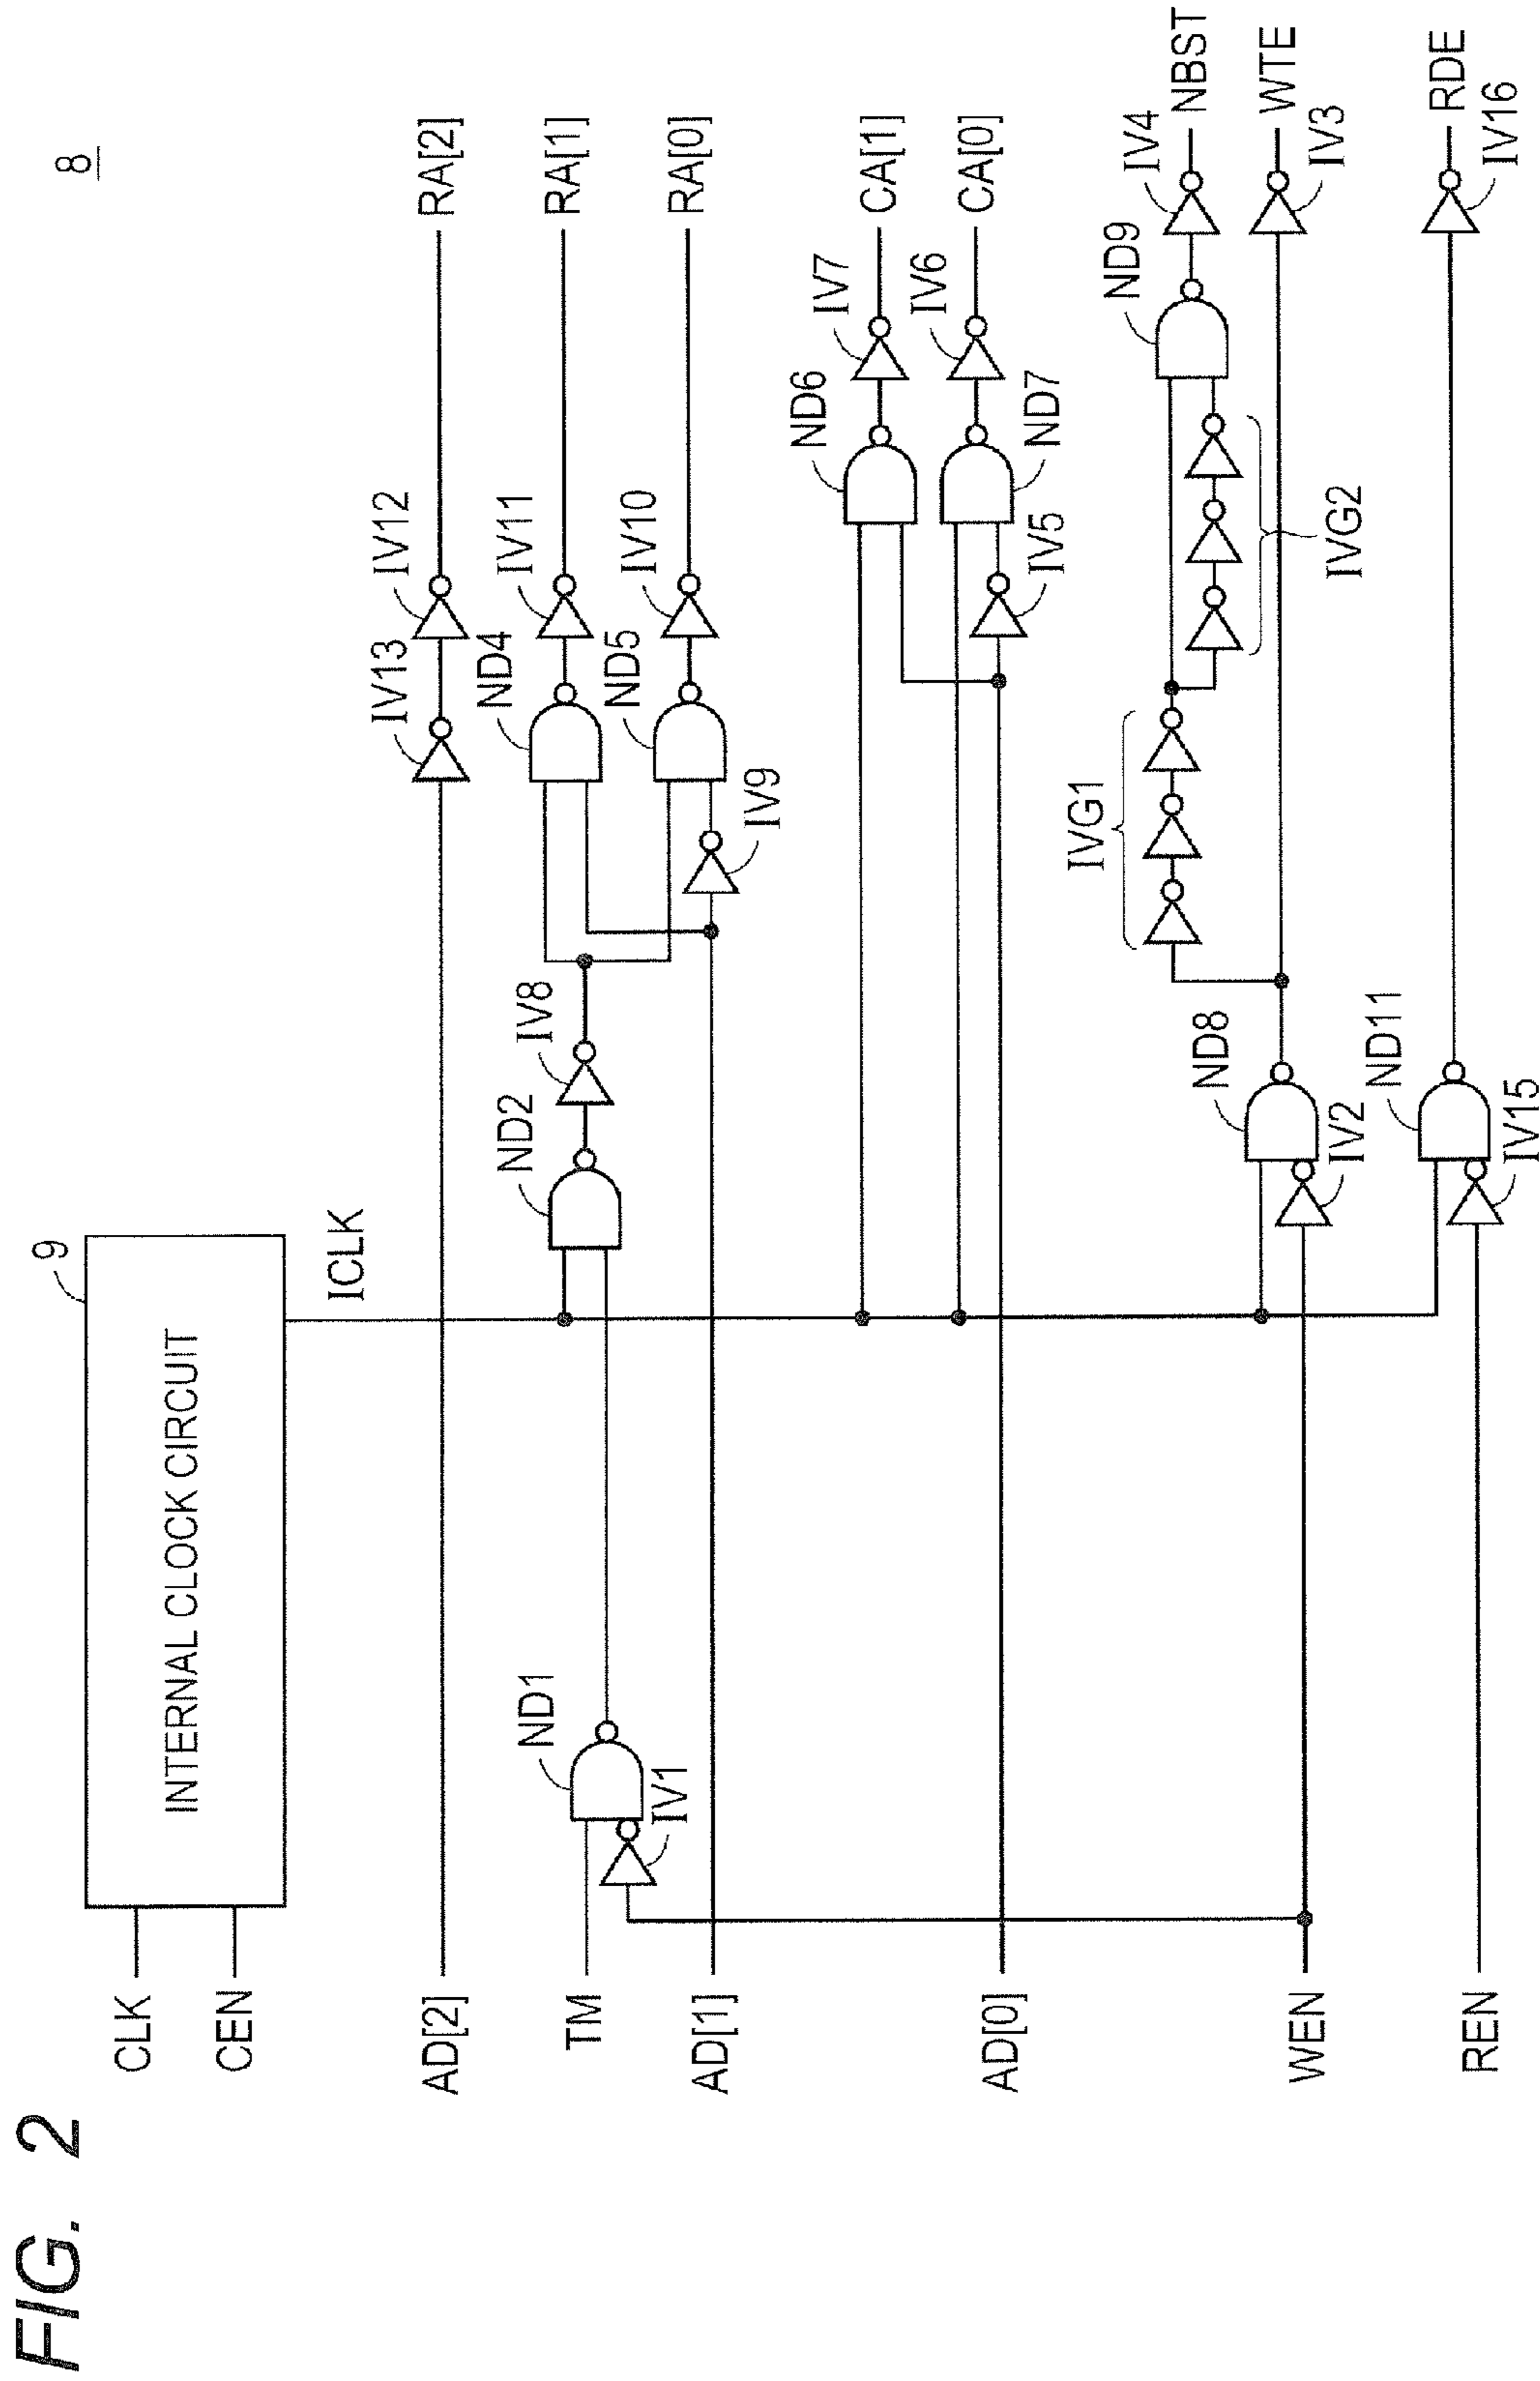 FIG. 2
8
9
INTERNAL CLOCK CIRCUIT
CLK
CEN
ICLK
AD[2]
IV13
IV12
RA[2]
TM
ND1
IV1
ND2
IV8
ND4
IV11
RA[1]
AD[1]
IV9
ND5
IV10
RA[0]
ND6
IV7
CA[1]
AD[0]
IV5
ND7
IV6
CA[0]
IVG1
IVG2
ND9
IV4
NBST
WEN
IV2
ND8
IV3
WTE
REN
IV15
ND11
IV16
RDE